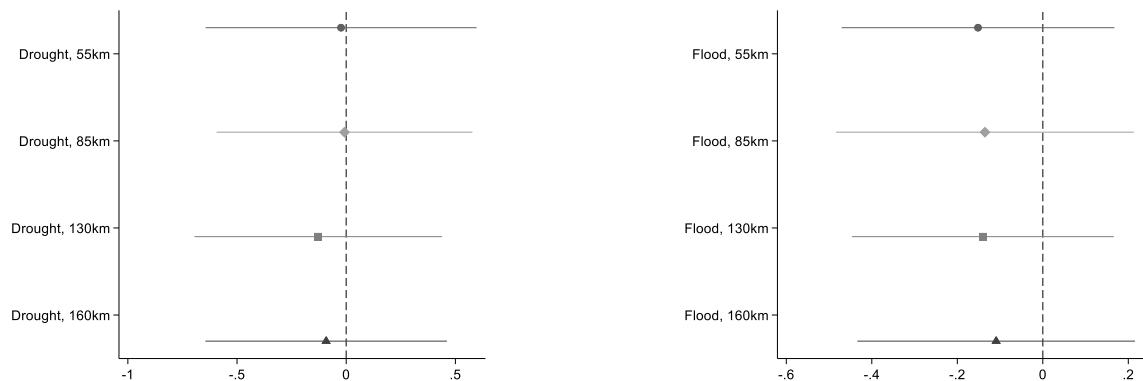 Drought, 55km
Drought, 85km
Drought, 130km
Drought, 160km
-1 -.5 0 .5
Flood, 55km
Flood, 85km
Flood, 130km
Flood, 160km
-.6 -.4 -.2 0 .2